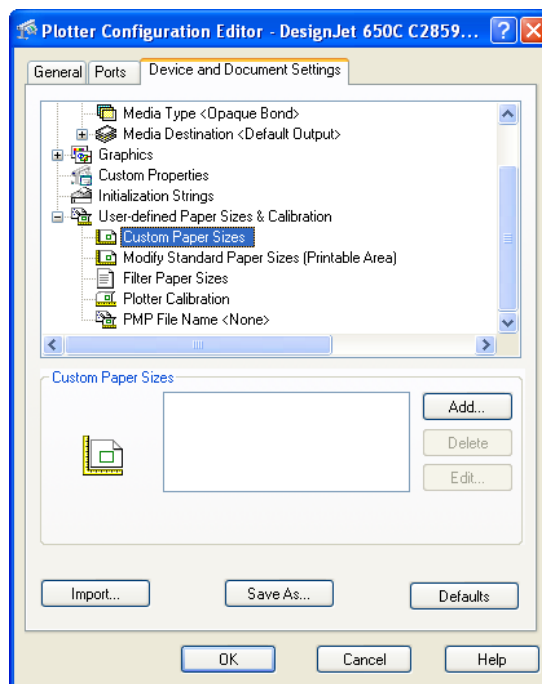 Plotter Configuration Editor - DesignJet 650C C2859...
General Ports Device and Document Settings
Media Type <Opaque Bond>
Media Destination <Default Output>
Graphics
Custom Properties
Initialization Strings
User-defined Paper Sizes & Calibration
Custom Paper Sizes
Modify Standard Paper Sizes (Printable Area)
Filter Paper Sizes
Plotter Calibration
PMP File Name <None>
Custom Paper Sizes
Add...
Delete
Edit...
Import... Save As... Defaults
OK Cancel Help